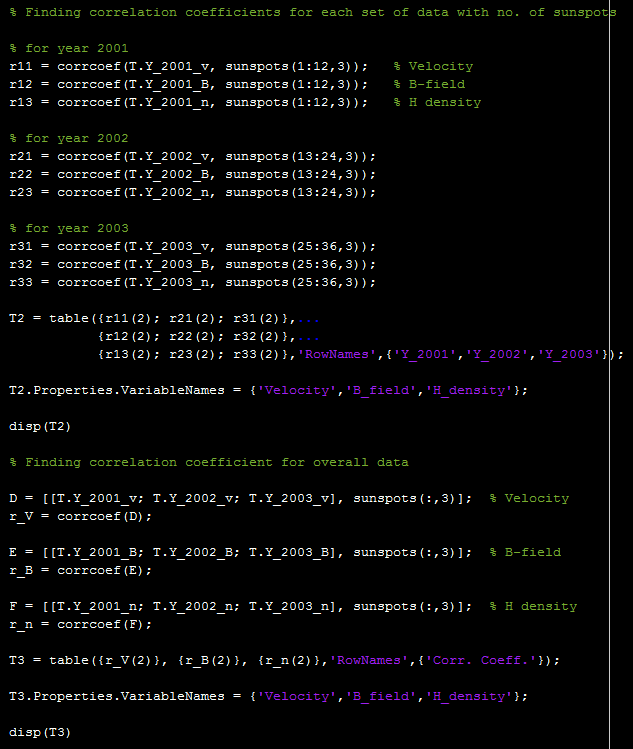 % Finding correlation coefficients for each set of data with no. of sunspots
% for year 2001
r11 = corrcoef(T.Y_2001_v, sunspots(1:12,3));   % Velocity
r12 = corrcoef(T.Y_2001_B, sunspots(1:12,3));   % B-field
r13 = corrcoef(T.Y_2001_n, sunspots(1:12,3));   % H density
% for year 2002
r21 = corrcoef(T.Y_2002_v, sunspots(13:24,3));
r22 = corrcoef(T.Y_2002_B, sunspots(13:24,3));
r23 = corrcoef(T.Y_2002_n, sunspots(13:24,3));
% for year 2003
r31 = corrcoef(T.Y_2003_v, sunspots(25:36,3));
r32 = corrcoef(T.Y_2003_B, sunspots(25:36,3));
r33 = corrcoef(T.Y_2003_n, sunspots(25:36,3));
T2 = table({r11(2); r21(2); r31(2)},...
           {r12(2); r22(2); r32(2)},...
           {r13(2); r23(2); r33(2)},'RowNames',{'Y_2001','Y_2002','Y_2003'});
T2.Properties.VariableNames = {'Velocity','B_field','H_density'};
disp(T2)
% Finding correlation coefficient for overall data
D = [[T.Y_2001_v; T.Y_2002_v; T.Y_2003_v], sunspots(:,3)];  % Velocity
r_V = corrcoef(D);
E = [[T.Y_2001_B; T.Y_2002_B; T.Y_2003_B], sunspots(:,3)];  % B-field
r_B = corrcoef(E);
F = [[T.Y_2001_n; T.Y_2002_n; T.Y_2003_n], sunspots(:,3)];  % H density
r_n = corrcoef(F);
T3 = table({r_V(2)}, {r_B(2)}, {r_n(2)},'RowNames',{'Corr. Coeff.'});
T3.Properties.VariableNames = {'Velocity','B_field','H_density'};
disp(T3)